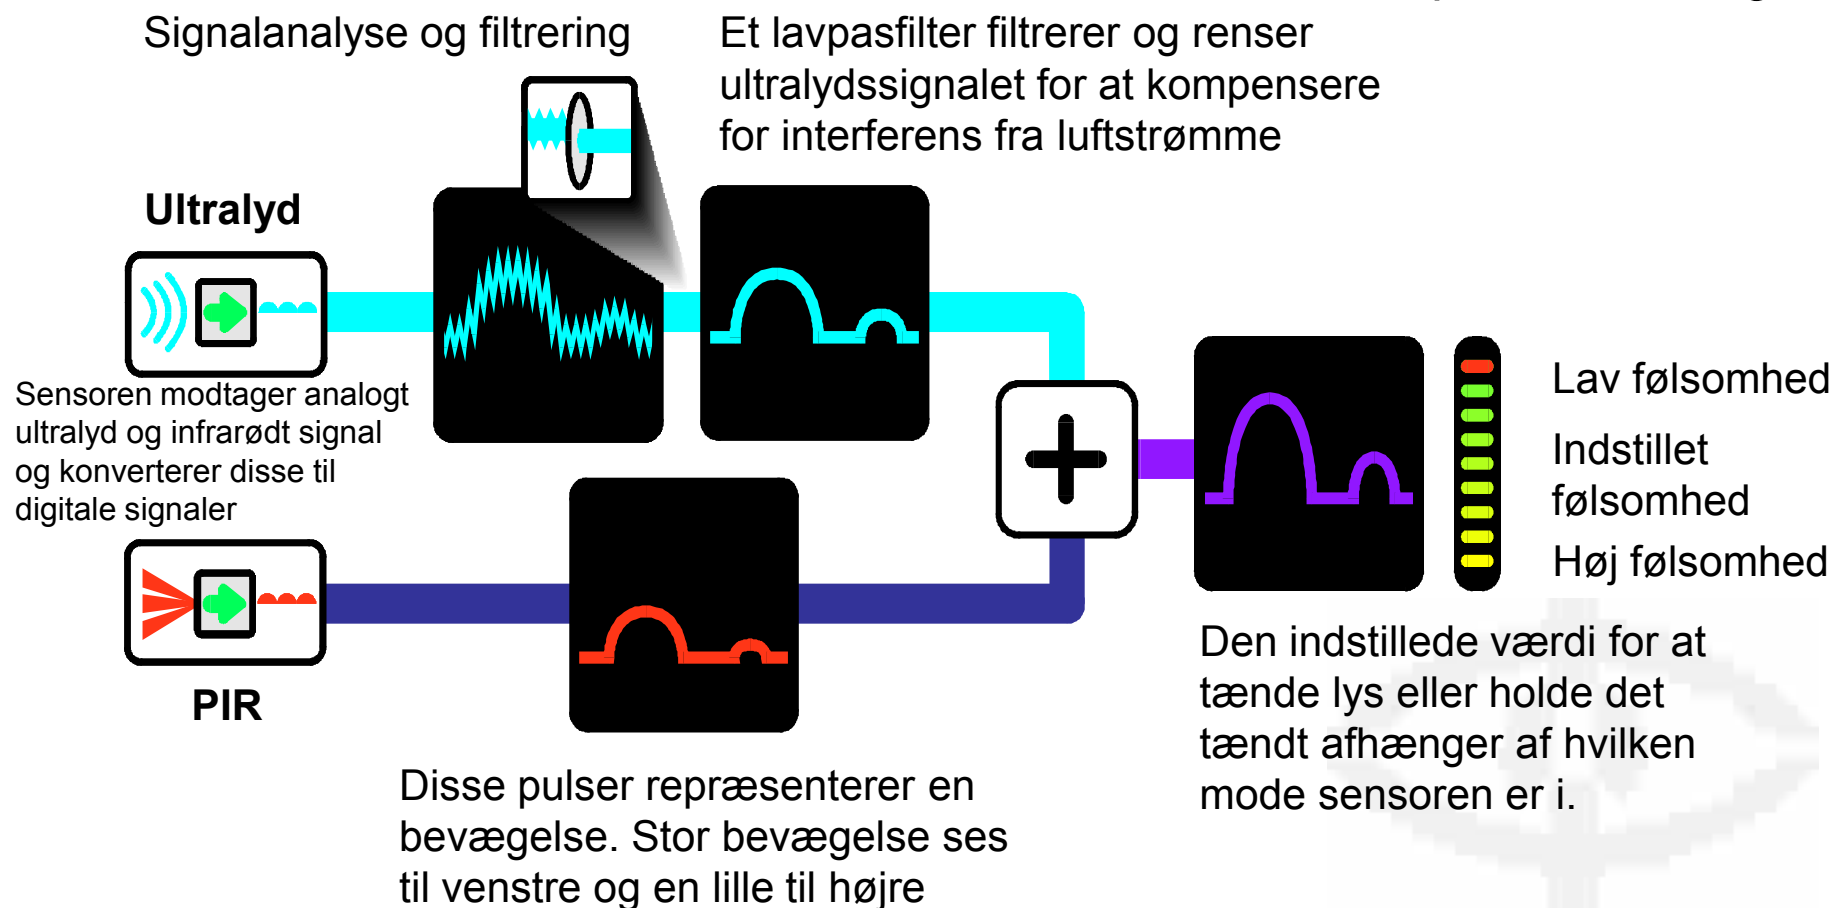 Signalanalyse og filtrering
Et lavpasfilter filtrerer og renser
ultralydssignalet for at kompensere
for interferens fra luftstrømme
Ultralyd
Sensoren modtager analogt
ultralyd og infrarødt signal
og konverterer disse til
digitale signaler
PIR
Disse pulser repræsenterer en
bevægelse. Stor bevægelse ses
til venstre og en lille til højre
Lav følsomhed
Indstillet
følsomhed
Høj følsomhed
Den indstillede værdi for at
tænde lys eller holde det
tændt afhænger af hvilken
mode sensoren er i.